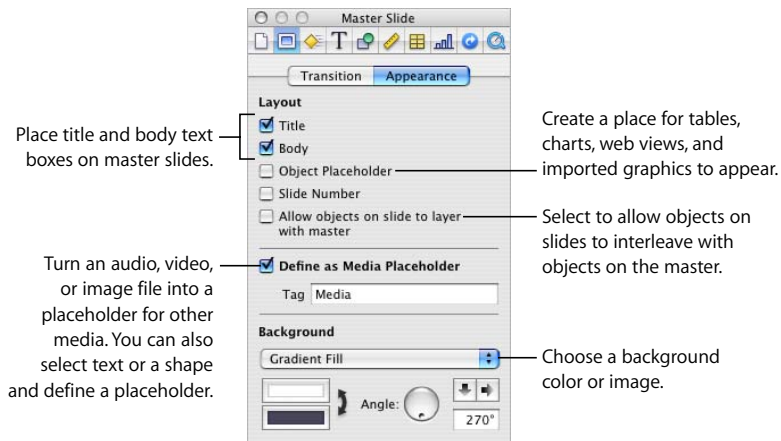 Master Slide
T
Transition Appearance
Layout
Title
Body
Object Placeholder
Slide Number
Allow objects on slide to layer
with master
Define as Media Placeholder
Tag Media
Background
Gradient Fill
Angle:
270°
Place title and body text
boxes on master slides.
Turn an audio, video,
or image file into a
placeholder for other
media. You can also
select text or a shape
and define a placeholder.
Create a place for tables,
charts, web views, and
imported graphics to appear.
Select to allow objects on
slides to interleave with
objects on the master.
Choose a background
color or image.